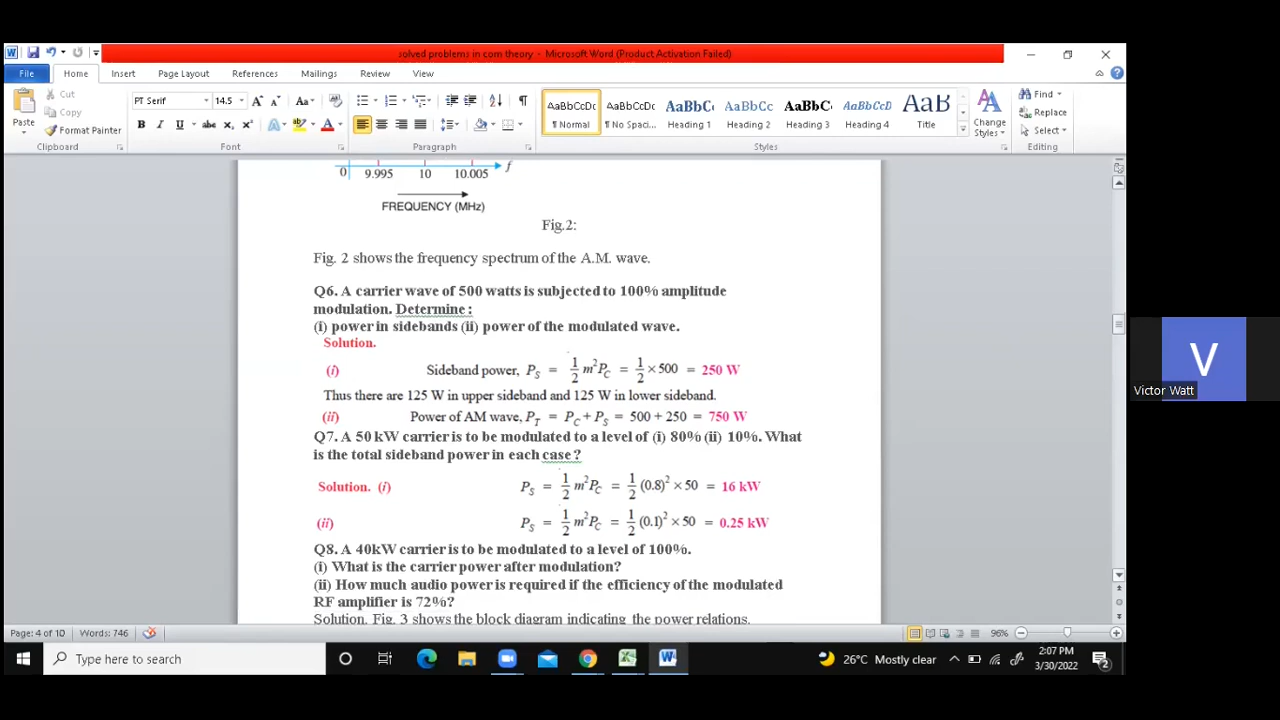 solved problems in com theory - Microsoft Word (Product Activation Failed)
File Home Insert Page Layout References Mailings Review View
Cut
Copy
Format Painter
Paste
PT Serif 14.5
AaBbCcDc AaBbCcDc AaBbC AaBbCc AaBbC AaBbCcD AaB
¶ Normal ¶ No Spaci... Heading 1 Heading 2 Heading 3 Heading 4 Title
Change Styles
Find
Replace
Select
Clipboard Font Paragraph Styles Editing
0 9.995 10 10.005 f
FREQUENCY (MHz)
Fig.2:
Fig. 2 shows the frequency spectrum of the A.M. wave.
Q6. A carrier wave of 500 watts is subjected to 100% amplitude
modulation. Determine :
(i) power in sidebands (ii) power of the modulated wave.
Solution.
(i) Sideband power, P_S = 1/2 m²P_C = 1/2 × 500 = 250 W
Thus there are 125 W in upper sideband and 125 W in lower sideband.
(ii) Power of AM wave, P_T = P_C + P_S = 500 + 250 = 750 W
Q7. A 50 kW carrier is to be modulated to a level of (i) 80% (ii) 10%. What
is the total sideband power in each case ?
Solution. (i) P_S = 1/2 m²P_C = 1/2 (0.8)² × 50 = 16 kW
(ii) P_S = 1/2 m²P_C = 1/2 (0.1)² × 50 = 0.25 kW
Q8. A 40kW carrier is to be modulated to a level of 100%.
(i) What is the carrier power after modulation?
(ii) How much audio power is required if the efficiency of the modulated
RF amplifier is 72%?
Solution. Fig. 3 shows the block diagram indicating the power relations.
Page: 4 of 10 Words: 746 96%
Type here to search
26°C Mostly clear
2:07 PM
3/30/2022
2
V
Victor Watt